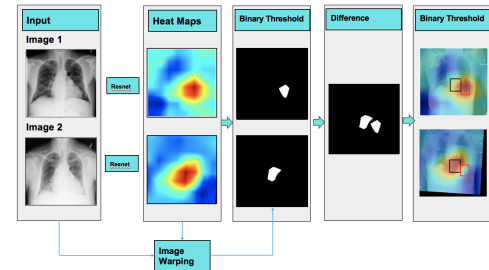 Input
Heat Maps
Binary Threshold
Difference
Binary Threshold
Image 1
Resnet
Image 2
Resnet
Image
Warping